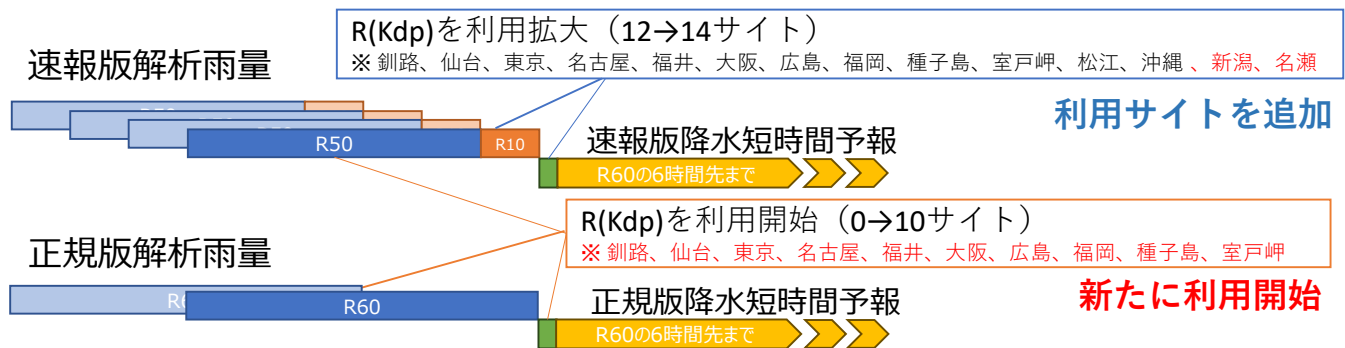 R(Kdp)を利用拡大（12→14サイト）
※ 釧路、仙台、東京、名古屋、福井、大阪、広島、福岡、種子島、室戸岬、松江、沖縄 、新潟、名瀬
速報版解析雨量
利用サイトを追加
R50
R10
速報版降水短時間予報
R60の6時間先まで
R(Kdp)を利用開始（0→10サイト）
※ 釧路、仙台、東京、名古屋、福井、大阪、広島、福岡、種子島、室戸岬
正規版解析雨量
新たに利用開始
R60
正規版降水短時間予報
R60の6時間先まで